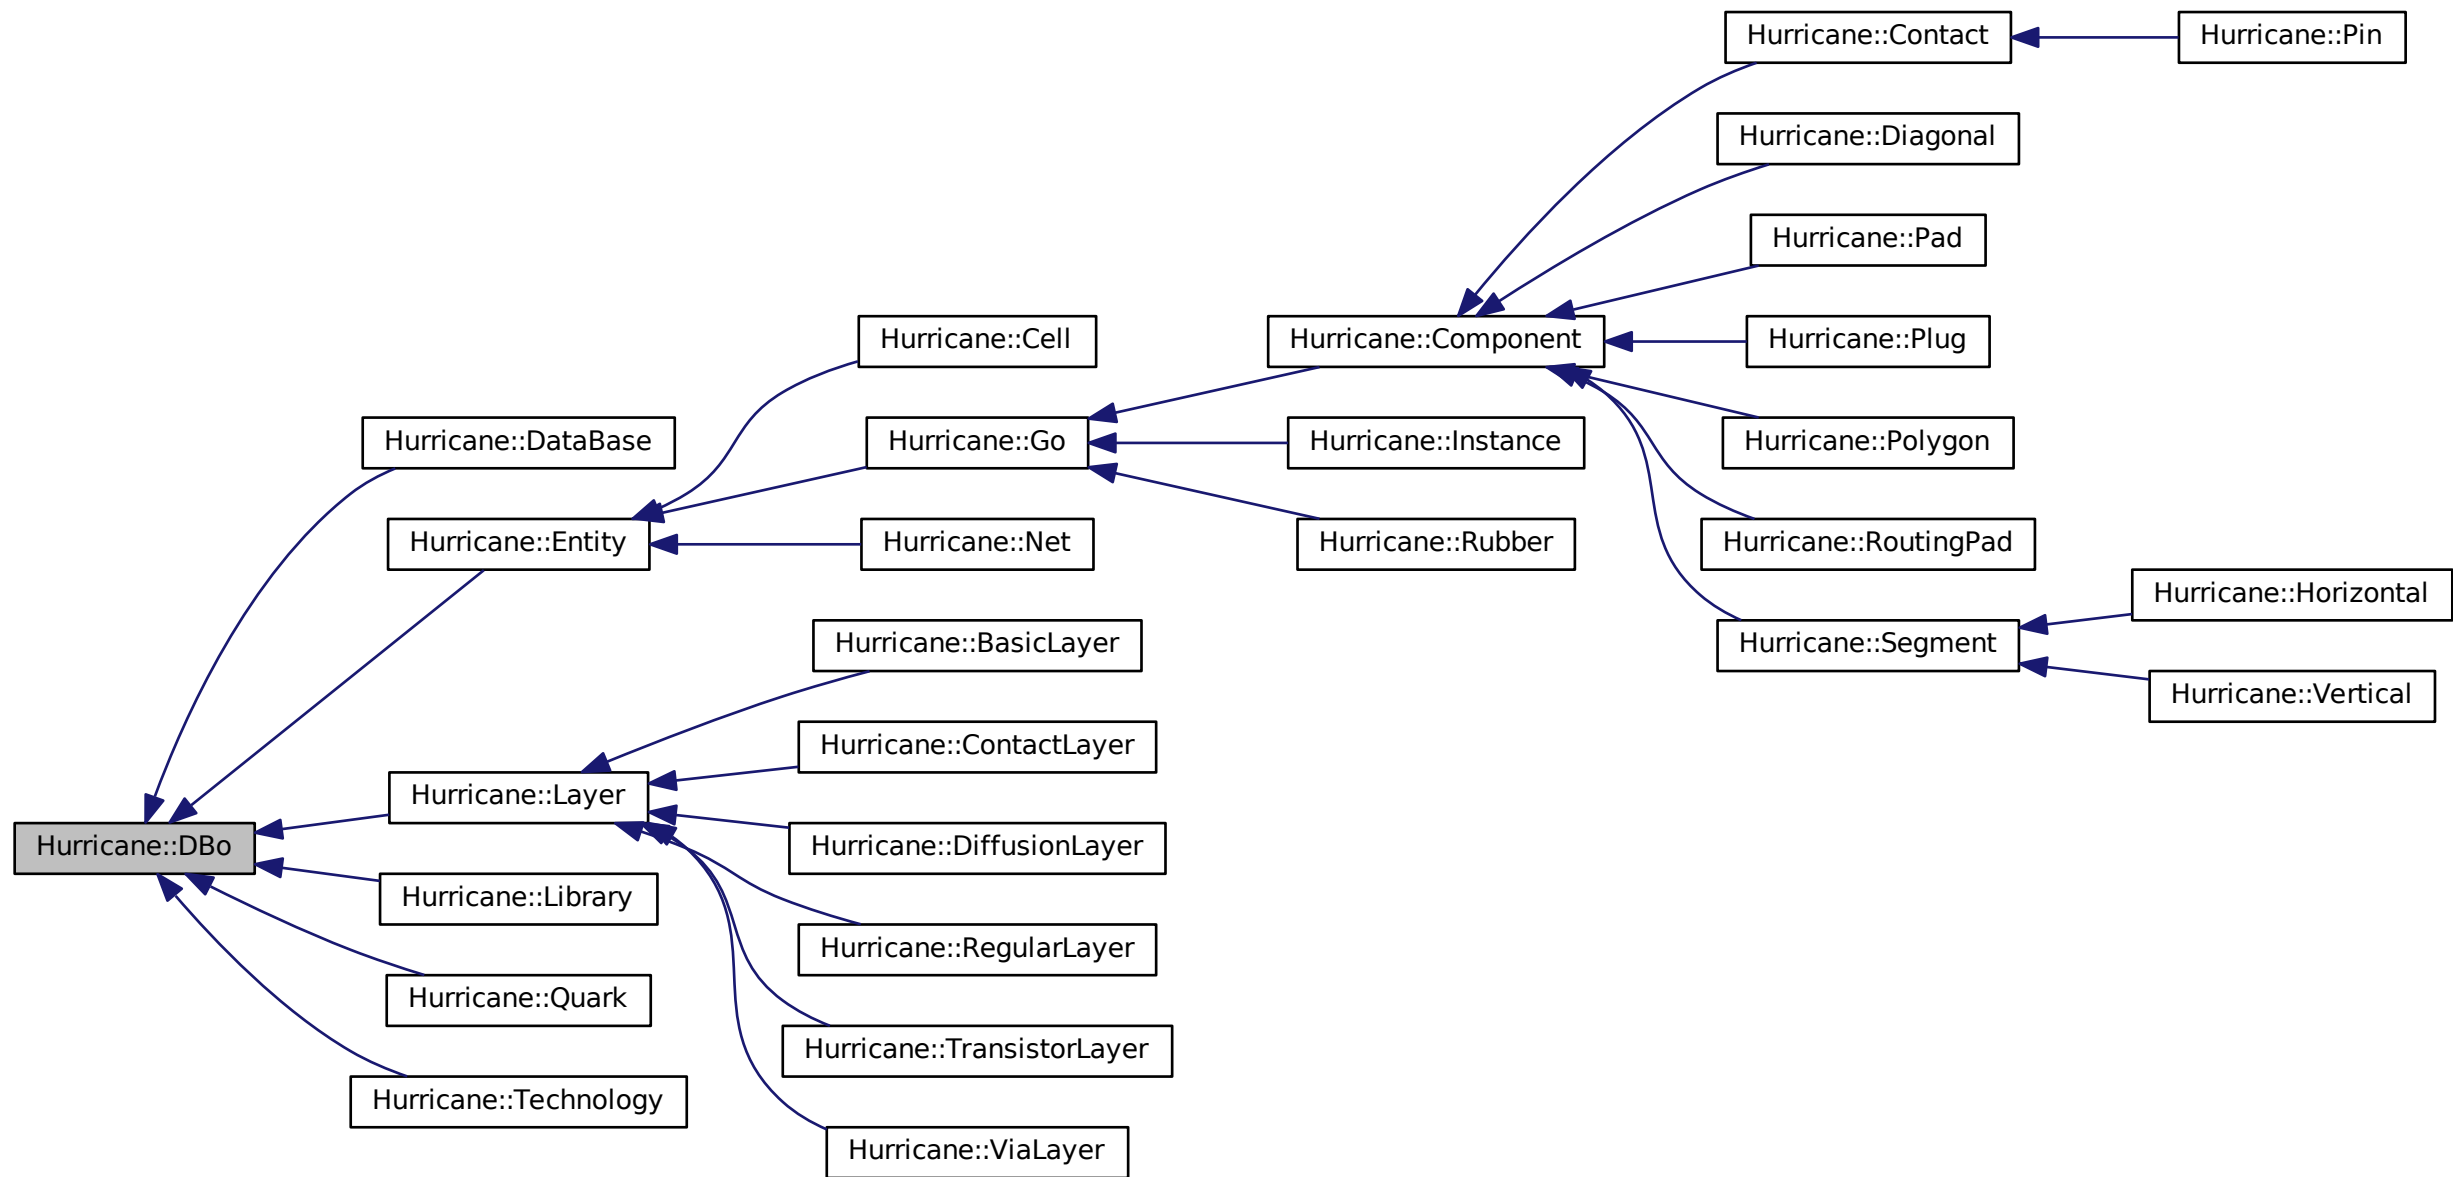 Hurricane::Contact
Hurricane::Pin
Hurricane::Diagonal
Hurricane::Pad
Hurricane::Cell
Hurricane::Component
Hurricane::Plug
Hurricane::DataBase
Hurricane::Go
Hurricane::Instance
Hurricane::Polygon
Hurricane::Entity
Hurricane::Net
Hurricane::Rubber
Hurricane::RoutingPad
Hurricane::Horizontal
Hurricane::BasicLayer
Hurricane::Segment
Hurricane::Vertical
Hurricane::ContactLayer
Hurricane::Layer
Hurricane::DBo
Hurricane::DiffusionLayer
Hurricane::Library
Hurricane::RegularLayer
Hurricane::Quark
Hurricane::TransistorLayer
Hurricane::Technology
Hurricane::ViaLayer